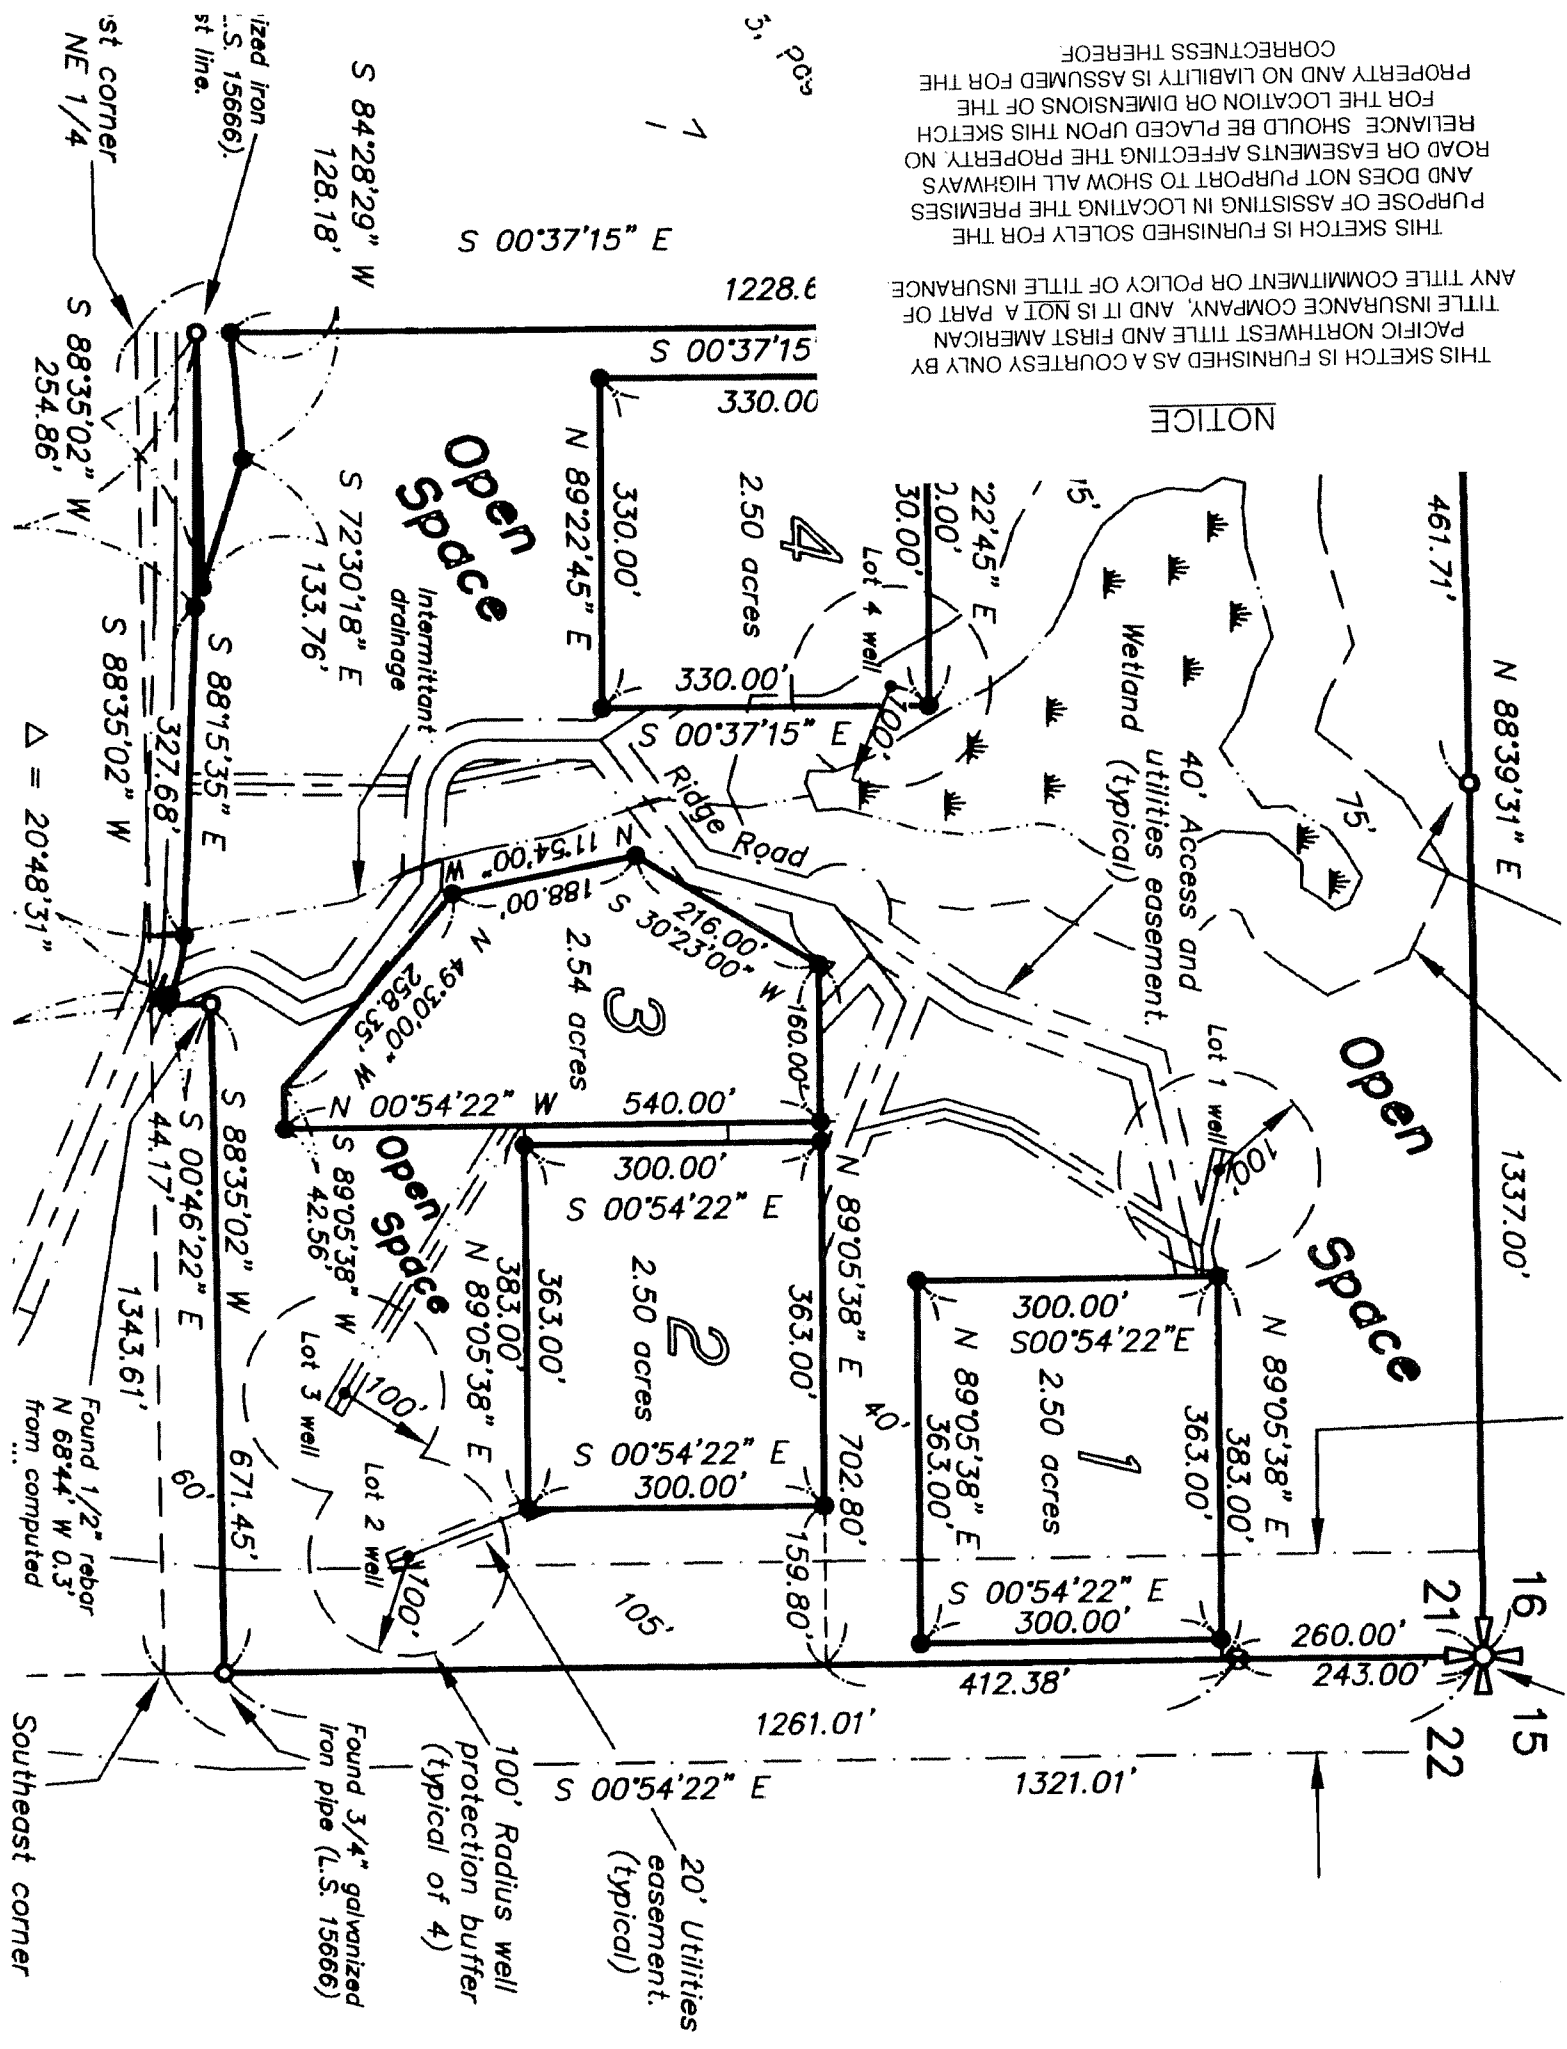 NOTICE
THIS SKETCH IS FURNISHED AS A COURTESY ONLY BY
PACIFIC NORTHWEST TITLE AND FIRST AMERICAN
TITLE INSURANCE COMPANY, AND IT IS NOT A PART OF
ANY TITLE COMMITMENT OR POLICY OF TITLE INSURANCE.
THIS SKETCH IS FURNISHED SOLELY FOR THE
PURPOSE OF ASSISTING IN LOCATING THE PREMISES
AND DOES NOT PURPORT TO SHOW ALL HIGHWAYS
ROAD OR EASEMENTS AFFECTING THE PROPERTY. NO
RELIANCE SHOULD BE PLACED UPON THIS SKETCH
FOR THE LOCATION OR DIMENSIONS OF THE
PROPERTY AND NO LIABILITY IS ASSUMED FOR THE
CORRECTNESS THEREOF
16
15
21
22
N 88°39'31" E
1337.00'
461.71'
75'
15'
Open
Space
40' Access and
utilities easement.
(typical)
Wetland
Lot 1 well
100'
260.00'
243.00'
N 89°05'38" E
383.00'
363.00'
300.00'
S00°54'22"E
1
2.50 acres
S 00°54'22" E
300.00'
N 89°05'38" E
363.00'
40'
412.38'
1261.01'
1321.01'
S 00°54'22" E
'22'45" E
0.00'
30.00'
Lot 4 well
100'
4
2.50 acres
330.00'
S 00°37'15" E
330.00'
N 89°22'45" E
S 00°37'15"
330.00
1228.6
S 00°37'15" E
Ridge Road
160.00'
216.00'
S 30°23'00" W
N 11°54'00" W
188.00'
3
2.54 acres
N 49°30'00" W
258.35'
N 00°54'22" W
540.00'
S 89°05'38" W
42.56'
N 89°05'38" E
363.00'
702.80'
159.80'
300.00'
S 00°54'22" E
2
2.50 acres
S 00°54'22" E
300.00'
363.00'
383.00'
N 89°05'38" E
Open
Space
Lot 3 well
100'
Lot 2 well
100'
105'
20' Utilities
easement.
(typical)
100' Radius well
protection buffer
(typical of 4)
Found 3/4" galvanized
iron pipe (L.S. 15666)
Open
Space
Intermittant
drainage
S 84°28'29" W
128.18'
S 72°30'18" E
133.76'
S 88°15'35" E
327.68'
S 88°35'02" W
254.86'
S 88°35'02" W
Δ = 20°48'31"
S 88°35'02" W
671.45'
S 00°46'22" E
44.17'
1343.61'
60'
Found 1/2" rebar
N 68°44' W 0.3'
from computed
ized iron
.S. 15666).
st line.
st corner
NE 1/4
Southeast corner